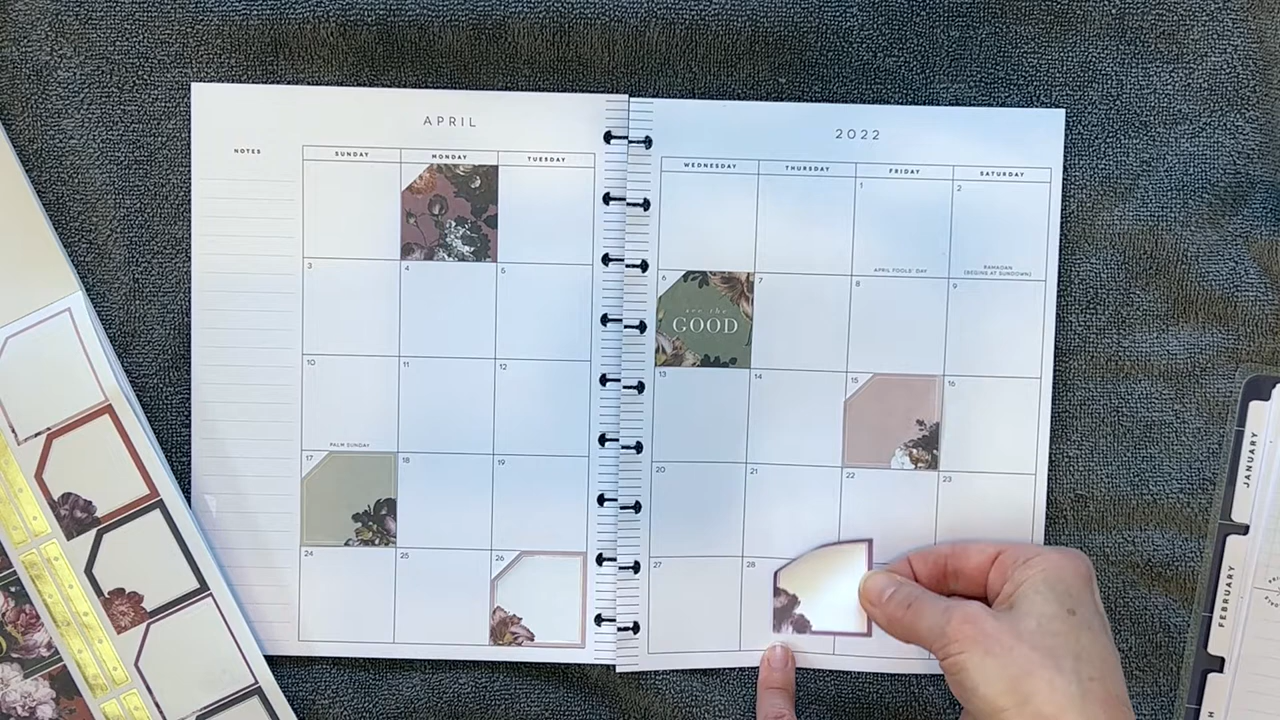 APRIL
2022
NOTES
SUNDAY MONDAY TUESDAY
WEDNESDAY THURSDAY FRIDAY SATURDAY
1 2
APRIL FOOLS' DAY
RAMADAN
(BEGINS AT SUNDOWN)
3 4 5
6 7 8 9
see the
GOOD
10 11 12
13 14 15 16
PALM SUNDAY
17 18 19
20 21 22 23
24 25 26
27 28
JANUARY
FEBRUARY